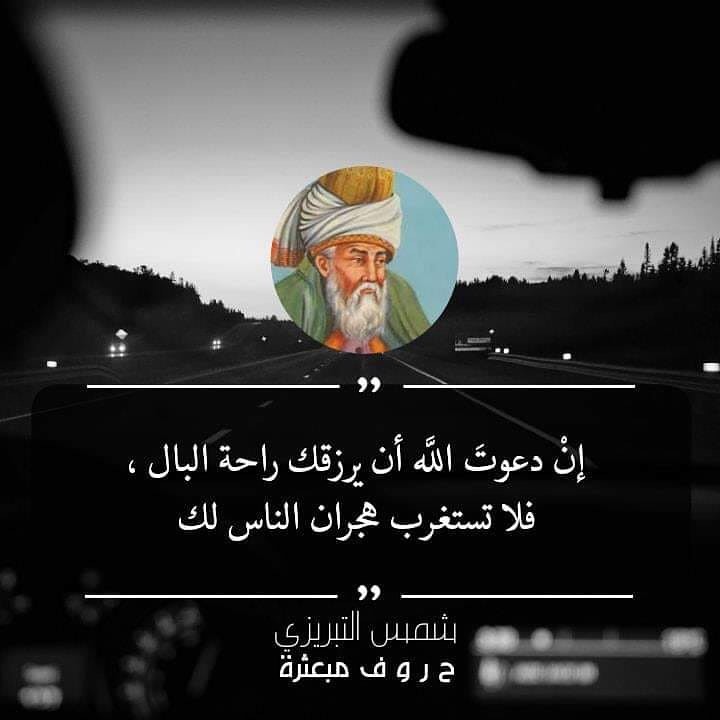 إنْ دعوتَ اللَّه أن يرزقك راحة البال ،
فلا تستغرب هجران الناس لك
شمس التبريزي
ح ر و ف مبعثرة